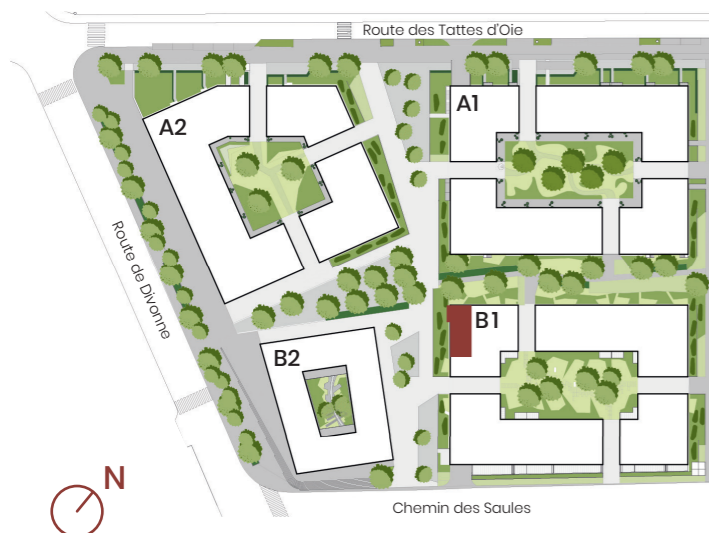 Route des Tattes d'Oie
A2
A1
Route de Divonne
B1
B2
N
Chemin des Saules